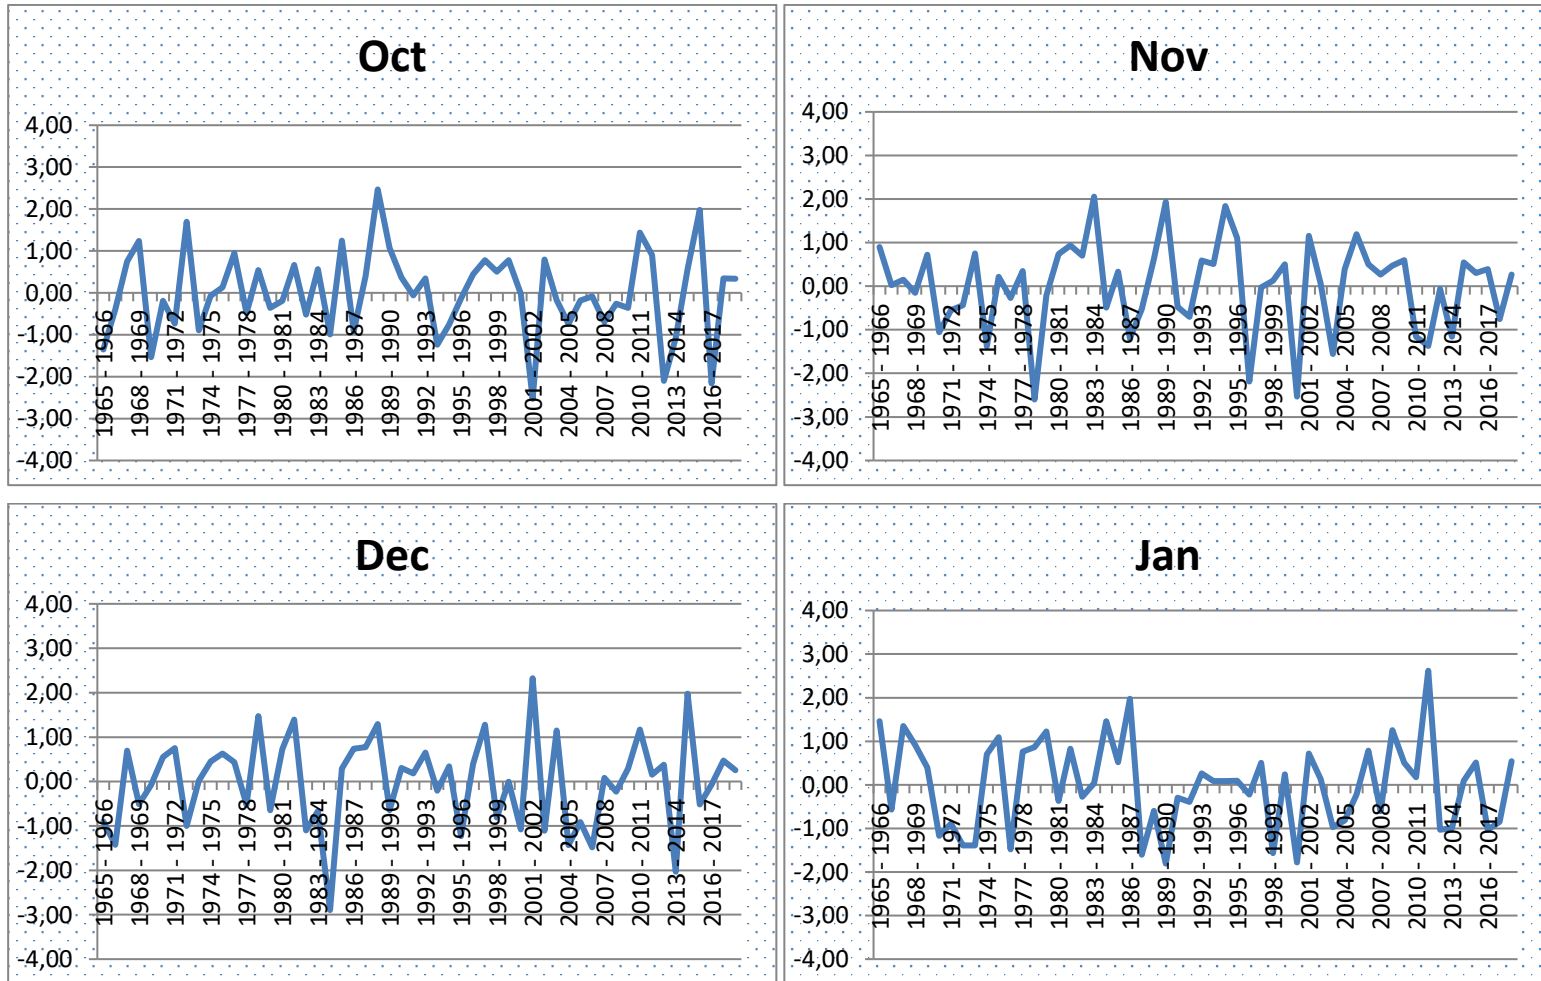 Oct
4,00
3,00
2,00
1,00
0,00
-1,00
-2,00
-3,00
-4,00
1965 - 1966
1968 - 1969
1971 - 1972
1974 - 1975
1977 - 1978
1980 - 1981
1983 - 1984
1986 - 1987
1989 - 1990
1992 - 1993
1995 - 1996
1998 - 1999
2001 - 2002
2004 - 2005
2007 - 2008
2010 - 2011
2013 - 2014
2016 - 2017
Nov
4,00
3,00
2,00
1,00
0,00
-1,00
-2,00
-3,00
-4,00
1965 - 1966
1968 - 1969
1971 - 1972
1974 - 1975
1977 - 1978
1980 - 1981
1983 - 1984
1986 - 1987
1989 - 1990
1992 - 1993
1995 - 1996
1998 - 1999
2001 - 2002
2004 - 2005
2007 - 2008
2010 - 2011
2013 - 2014
2016 - 2017
Dec
4,00
3,00
2,00
1,00
0,00
-1,00
-2,00
-3,00
-4,00
1965 - 1966
1968 - 1969
1971 - 1972
1974 - 1975
1977 - 1978
1980 - 1981
1983 - 1984
1986 - 1987
1989 - 1990
1992 - 1993
1995 - 1996
1998 - 1999
2001 - 2002
2004 - 2005
2007 - 2008
2010 - 2011
2013 - 2014
2016 - 2017
Jan
4,00
3,00
2,00
1,00
0,00
-1,00
-2,00
-3,00
-4,00
1965 - 1966
1968 - 1969
1971 - 1972
1974 - 1975
1977 - 1978
1980 - 1981
1983 - 1984
1986 - 1987
1989 - 1990
1992 - 1993
1995 - 1996
1998 - 1999
2001 - 2002
2004 - 2005
2007 - 2008
2010 - 2011
2013 - 2014
2016 - 2017